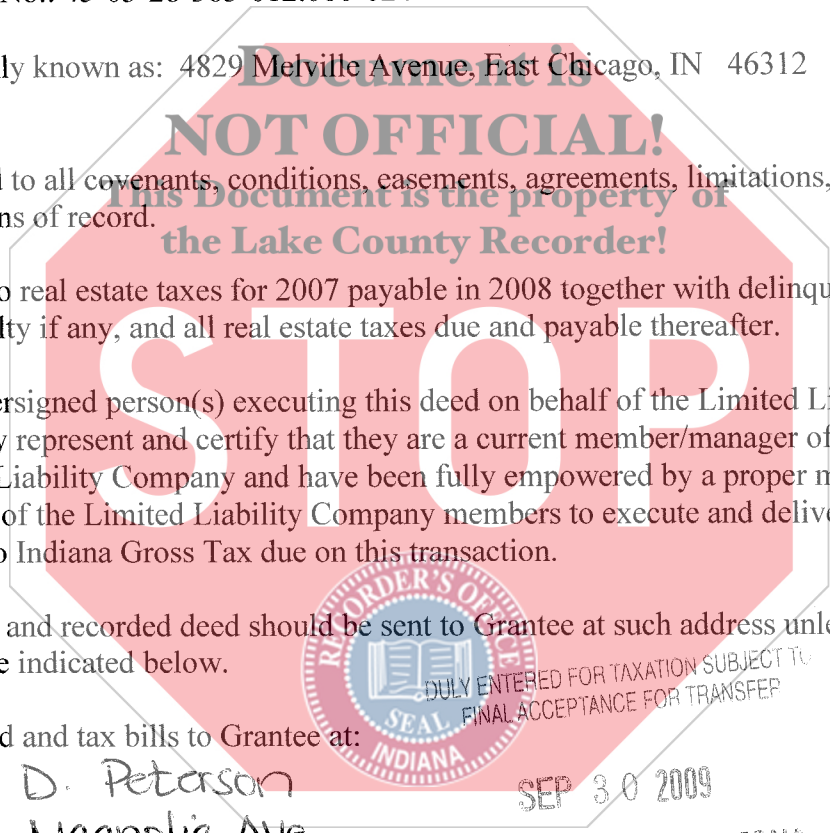 ly known as: 4829 Melville Avenue, East Chicago, IN 46312
Document is
NOT OFFICIAL!
to all covenants, conditions, easements, agreements, limitations,
This Document is the property of
ns of record.
the Lake County Recorder!
o real estate taxes for 2007 payable in 2008 together with delinqu
lty if any, and all real estate taxes due and payable thereafter.
STOP
ersigned person(s) executing this deed on behalf of the Limited Li
y represent and certify that they are a current member/manager of
Liability Company and have been fully empowered by a proper
of the Limited Liability Company members to execute and delive
o Indiana Gross Tax due on this transaction.
RECORDER'S OFFICE
SEAL
INDIANA
and recorded deed should be sent to Grantee at such address unle
e indicated below.
DULY ENTERED FOR TAXATION SUBJECT TO
FINAL ACCEPTANCE FOR TRANSFER
d and tax bills to Grantee at:
D. Peterson
SEP 30 2009
Magnolia Ave